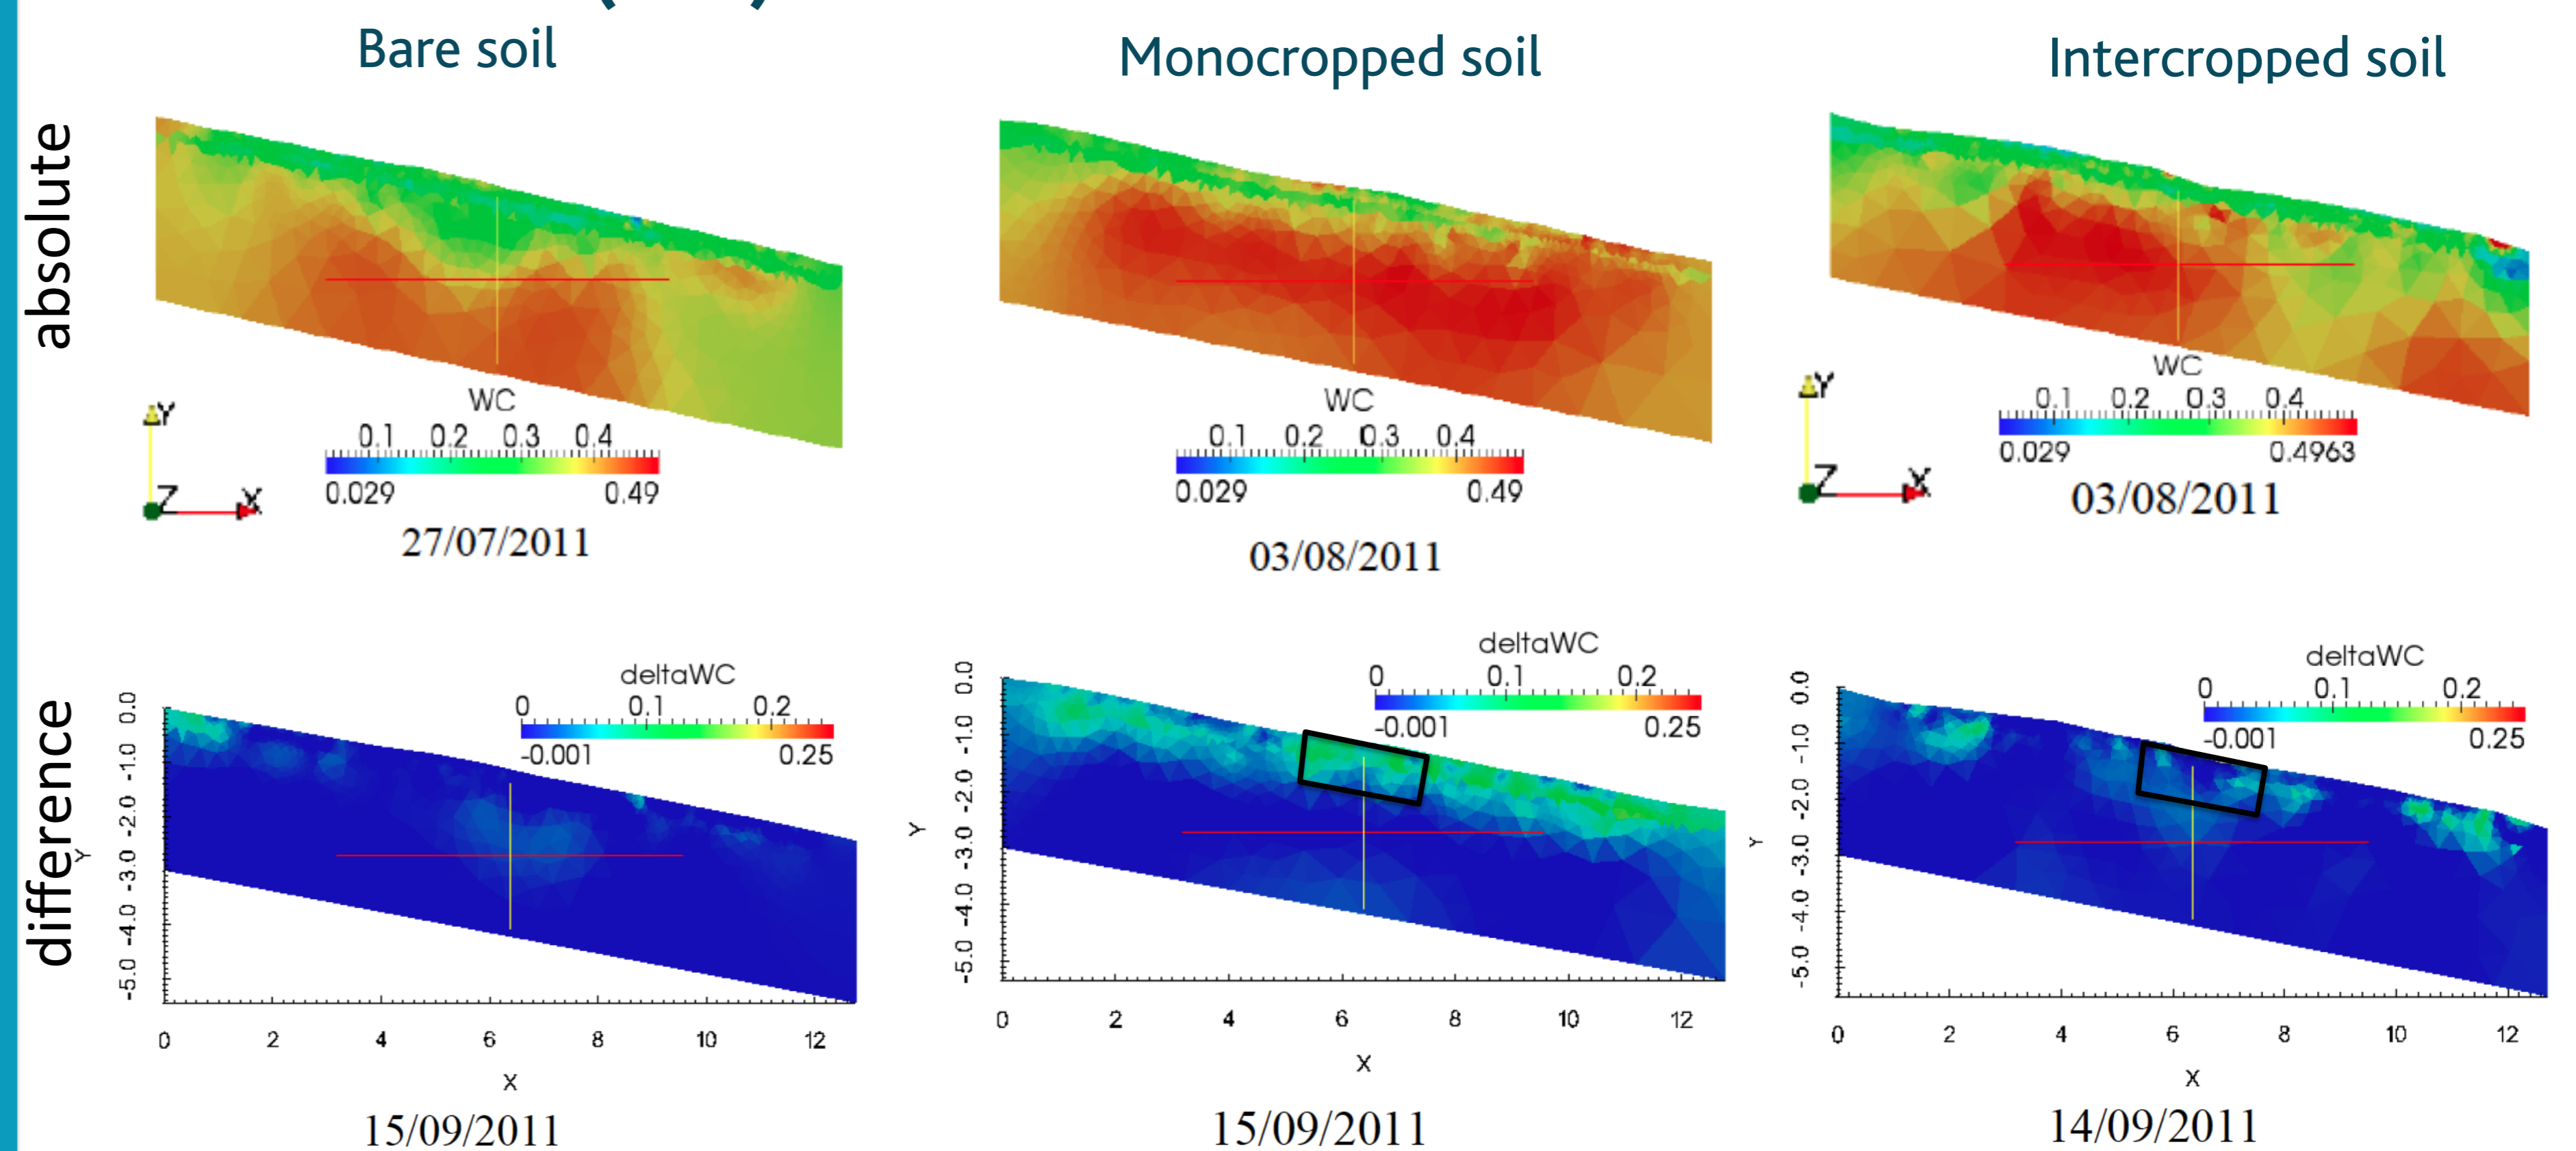 Bare soil
Monocropped soil
Intercropped soil
absolute
Y
Z
X
WC
0.1 0.2 0.3 0.4
0.029 0.49
27/07/2011
WC
0.1 0.2 0.3 0.4
0.029 0.49
03/08/2011
Y
Z
X
WC
0.1 0.2 0.3 0.4
0.029 0.4963
03/08/2011
difference
deltaWC
0 0.1 0.2
-0.001 0.25
Y
0.0
-1.0
-2.0
-3.0
-4.0
-5.0
0 2 4 6 8 10 12
X
15/09/2011
deltaWC
0 0.1 0.2
-0.001 0.25
Y
0.0
-1.0
-2.0
-3.0
-4.0
-5.0
0 2 4 6 8 10 12
X
15/09/2011
deltaWC
0 0.1 0.2
-0.001 0.25
Y
0.0
-1.0
-2.0
-3.0
-4.0
-5.0
0 2 4 6 8 10 12
X
14/09/2011